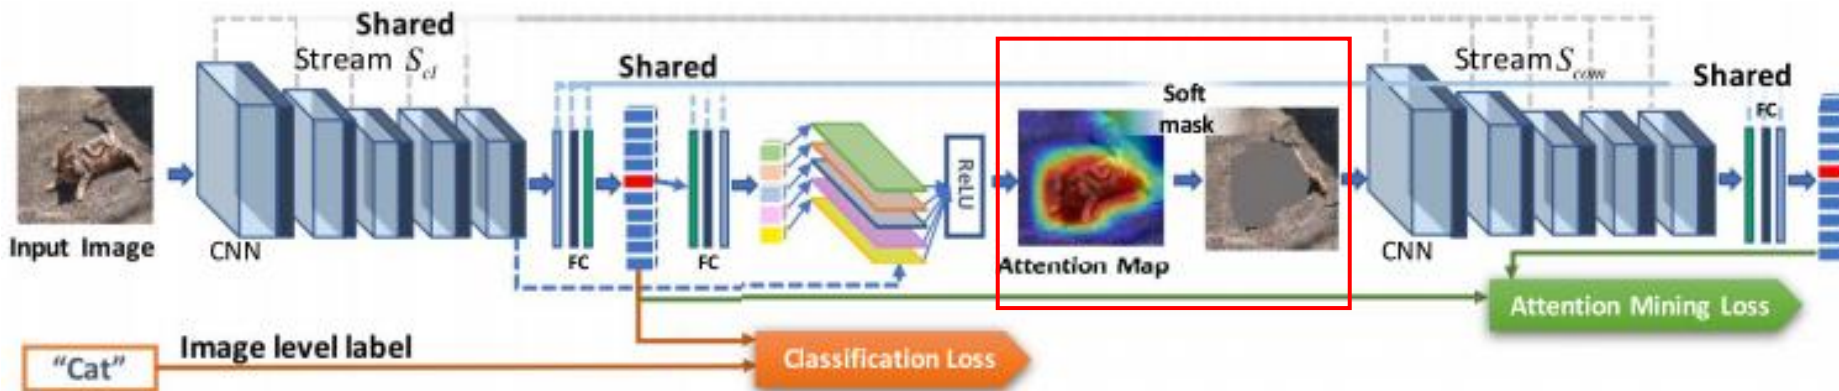 Shared
Stream S_cl
Shared
Stream S_com
Shared
FC
Soft
mask
ReLU
Input Image
CNN
FC
FC
Attention Map
CNN
Attention Mining Loss
Image level label
"Cat"
Classification Loss